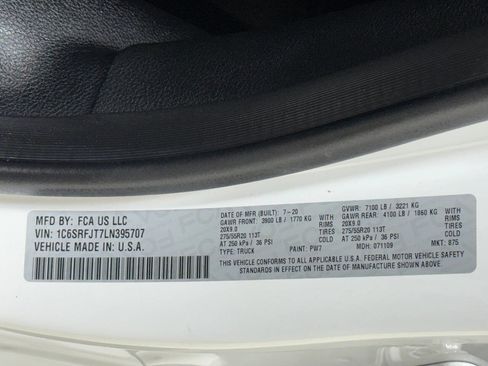 MFD BY: FCA US LLC
VIN: 1C6SRFJT7LN395707
VEHICLE MADE IN: U.S.A.
DATE OF MFR (BUILT): 7-20
GAWR FRONT: 3900 LB / 1770 KG
WITH
20X9.0 RIMS
275/55R20 113T TIRES
AT 250 kPa / 36 PSI COLD
TYPE: TRUCK
PAINT: PW7
GVWR: 7100 LB / 3221 KG
GAWR REAR: 4100 LB / 1860 KG
WITH
20X9.0 RIMS
275/55R20 113T TIRES
AT 250 kPa / 36 PSI COLD
MDH: 071109
MKT: 875
THIS VEHICLE CONFORMS TO ALL APPLICABLE U.S.A. FEDERAL MOTOR VEHICLE SAFETY
STANDARDS IN EFFECT ON THE DATE OF MANUFACTURE SHOWN ABOVE.